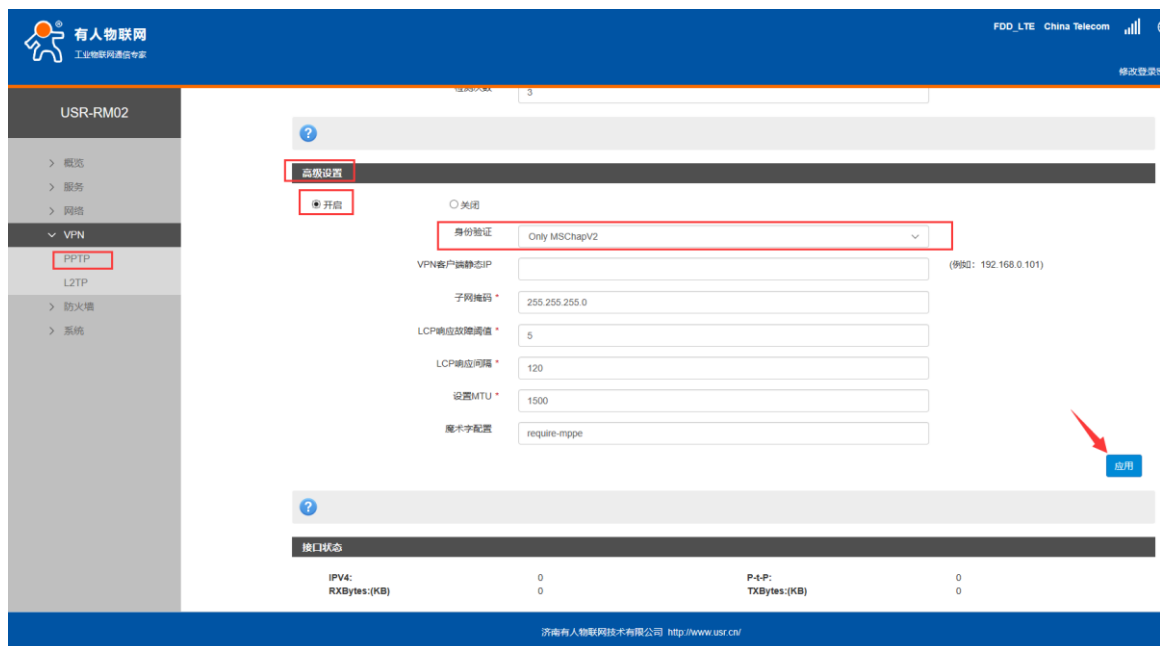 有人物联网
工业物联网通信专家
FDD_LTE China Telecom
修改登录
USR-RM02
概览
服务
网络
VPN
PPTP
L2TP
防火墙
系统
检测次数 3
高级设置
开启 关闭
身份验证 Only MSChapV2
VPN客户端静态IP (例如：192.168.0.101)
子网掩码 * 255.255.255.0
LCP响应故障阈值 * 5
LCP响应间隔 * 120
设置MTU * 1500
魔术字配置 require-mppe
应用
接口状态
IPV4: 0 P-t-P: 0
RXBytes:(KB) 0 TXBytes:(KB) 0
济南有人物联网技术有限公司 http://www.usr.cn/